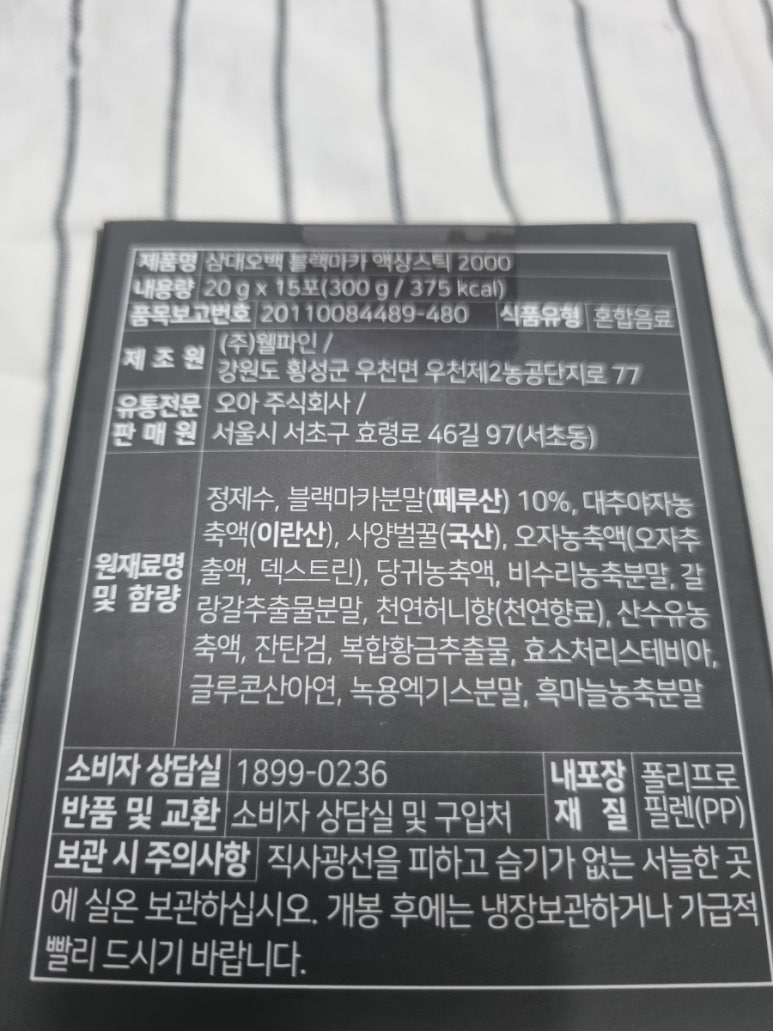 제품명 삼대오백 블랙마카 액상스틱 2000
내용량 20 g x 15포(300 g / 375 kcal)
품목보고번호 20110084489-480 식품유형 혼합음료
제 조 원 (주)웰파인 /
강원도 횡성군 우천면 우천제2농공단지로 77
유통전문 오아 주식회사 /
판 매 원 서울시 서초구 효령로 46길 97(서초동)
정제수, 블랙마카분말(페루산) 10%, 대추야자농
축액(이란산), 사양벌꿀(국산), 오자농축액(오자추
원재료명 출액, 덱스트린), 당귀농축액, 비수리농축분말, 갈
및 함량 랑갈추출물분말, 천연허니향(천연향료), 산수유농
축액, 잔탄검, 복합황금추출물, 효소처리스테비아,
글루콘산아연, 녹용엑기스분말, 흑마늘농축분말
소비자 상담실 1899-0236 내포장 폴리프로
반품 및 교환 소비자 상담실 및 구입처 재 질 필렌(PP)
보관 시 주의사항 직사광선을 피하고 습기가 없는 서늘한 곳
에 실온 보관하십시오. 개봉 후에는 냉장보관하거나 가급적
빨리 드시기 바랍니다.